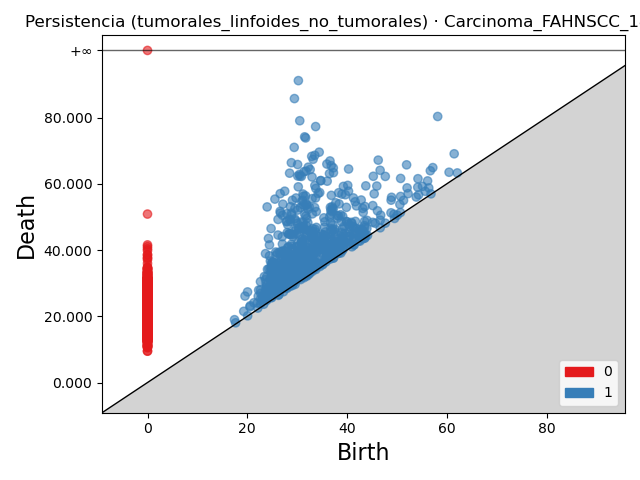 Persistencia (tumorales_linfoides_no_tumorales) · Carcinoma_FAHNSCC_1
+∞
80.000
60.000
40.000
20.000
0.000
Death
0
1
0 20 40 60 80
Birth